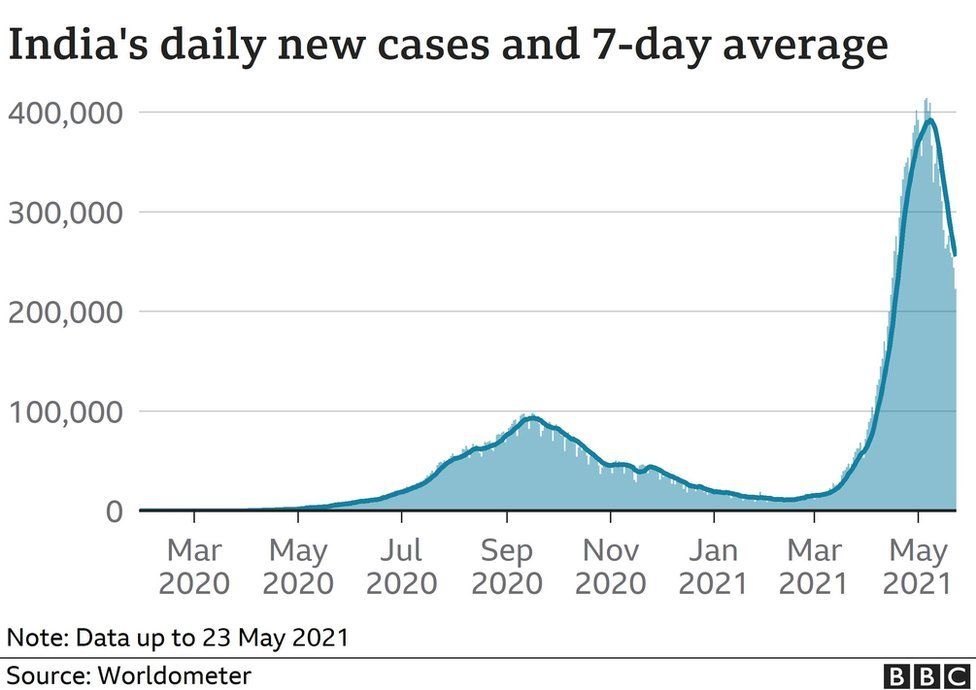 India's daily new cases and 7-day average
400,000
300,000
200,000
100,000
0
Mar May Jul Sep Nov Jan Mar May
2020 2020 2020 2020 2020 2021 2021 2021
Note: Data up to 23 May 2021
Source: Worldometer
BBC